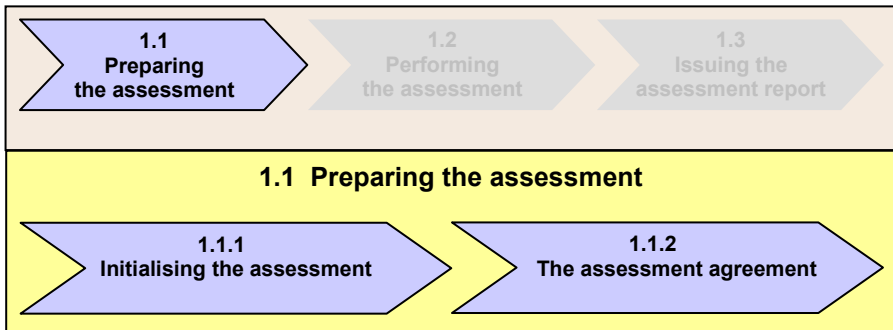 1.1
Preparing
the assessment
1.2
Performing
the assessment
1.3
Issuing the
assessment report
1.1 Preparing the assessment
1.1.1
Initialising the assessment
1.1.2
The assessment agreement